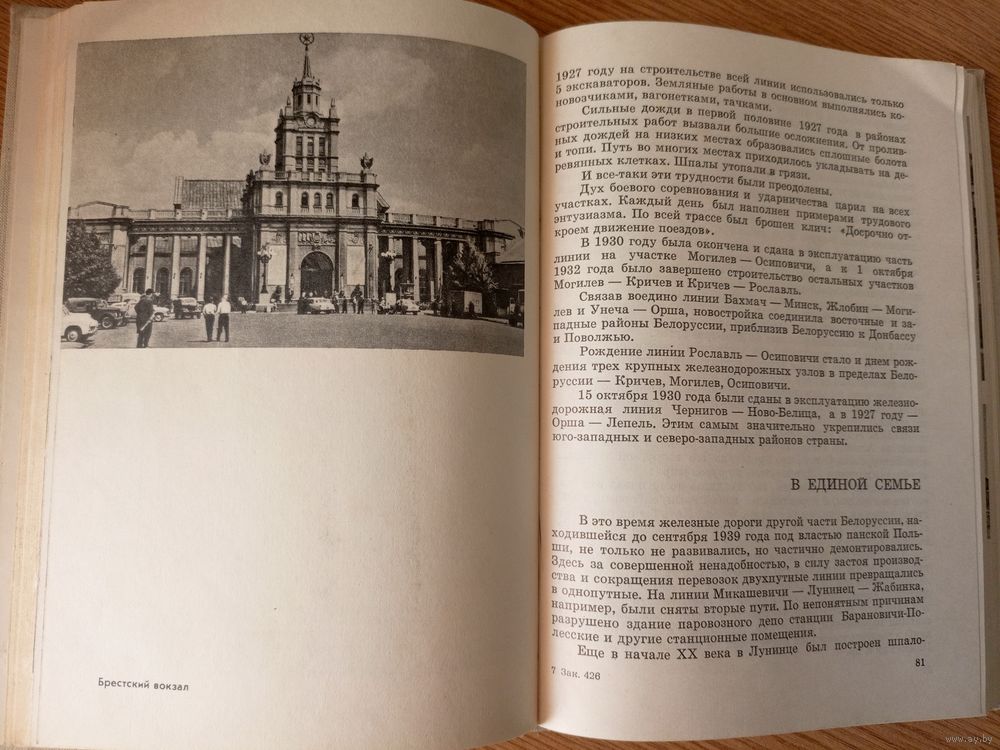 Брестский вокзал
1927 году на строительстве всей линии использовались только
5 экскаваторов. Земляные работы в основном выполнялись ко-
новозчиками, вагонетками, тачками.
Сильные дожди в первой половине 1927 года в районах
строительных работ вызвали большие осложнения. От пролив-
ных дождей на низких местах образовались сплошные болота
и топи. Путь во многих местах приходилось укладывать на де-
ревянных клетках. Шпалы утопали в грязи.
И все-таки эти трудности были преодолены.
Дух боевого соревнования и ударничества царил на всех
участках. Каждый день был наполнен примерами трудового
энтузиазма. По всей трассе был брошен клич: «Досрочно от-
кроем движение поездов».
В 1930 году была окончена и сдана в эксплуатацию часть
линии на участке Могилев — Осиповичи, а к 1 октября
1932 года было завершено строительство остальных участков
Могилев — Кричев и Кричев — Рославль.
Связав воедино линии Бахмач — Минск, Жлобин — Моги-
лев и Унеча — Орша, новостройка соединила восточные и за-
падные районы Белоруссии, приблизив Белоруссию к Донбассу
и Поволжью.
Рождение линии Рославль — Осиповичи стало и днем рож-
дения трех крупных железнодорожных узлов в пределах Бело-
руссии — Кричев, Могилев, Осиповичи.
15 октября 1930 года были сданы в эксплуатацию железно-
дорожная линия Чернигов — Ново-Белица, а в 1927 году —
Орша — Лепель. Этим самым значительно укрепились связи
юго-западных и северо-западных районов страны.
В ЕДИНОЙ СЕМЬЕ
В это время железные дороги другой части Белоруссии, на-
ходившейся до сентября 1939 года под властью панской Поль-
ши, не только не развивались, но частично демонтировались.
Здесь за совершенной ненадобностью, в силу застоя производ-
ства и сокращения перевозок двухпутные линии превращались
в однопутные. На линии Микашевичи — Лунинец — Жабинка,
например, были сняты вторые пути. По непонятным причинам
разрушено здание паровозного депо станции Барановичи-По-
лесские и другие станционные помещения.
Еще в начале XX века в Лунинце был построен шпало-
7 Зак. 426
81
www.ay.by